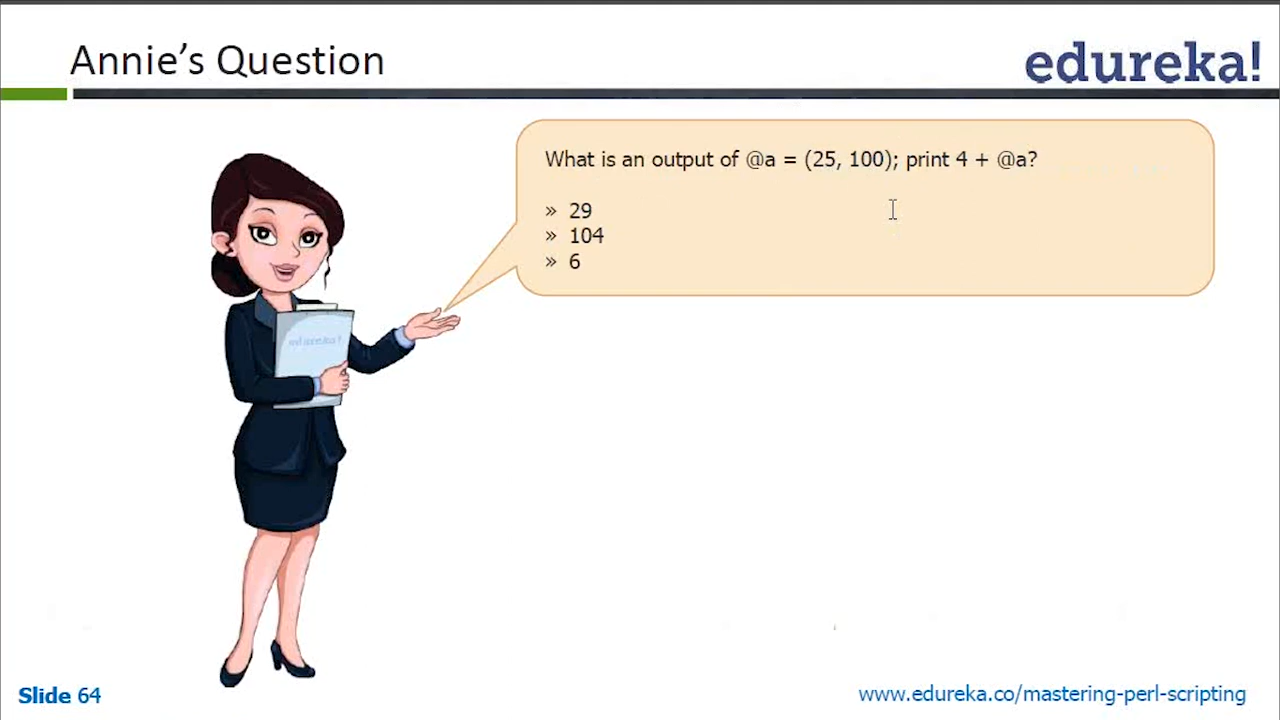 Annie's Question
edureka!
What is an output of @a = (25, 100); print 4 + @a?
» 29
» 104
» 6
edureka!
Slide 64
www.edureka.co/mastering-perl-scripting